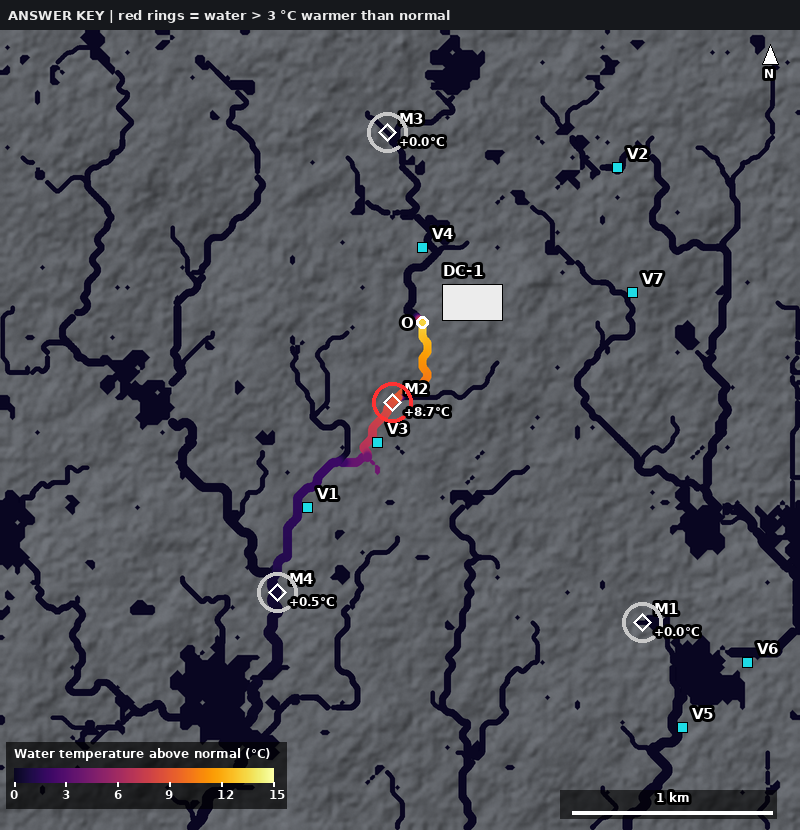 ANSWER KEY | red rings = water > 3 °C warmer than normal
N
M3
+0.0°C
V2
V4
DC-1
V7
O
M2
+8.7°C
V3
V1
M4
+0.5°C
M1
+0.0°C
V6
V5
Water temperature above normal (°C)
0 3 6 9 12 15
1 km